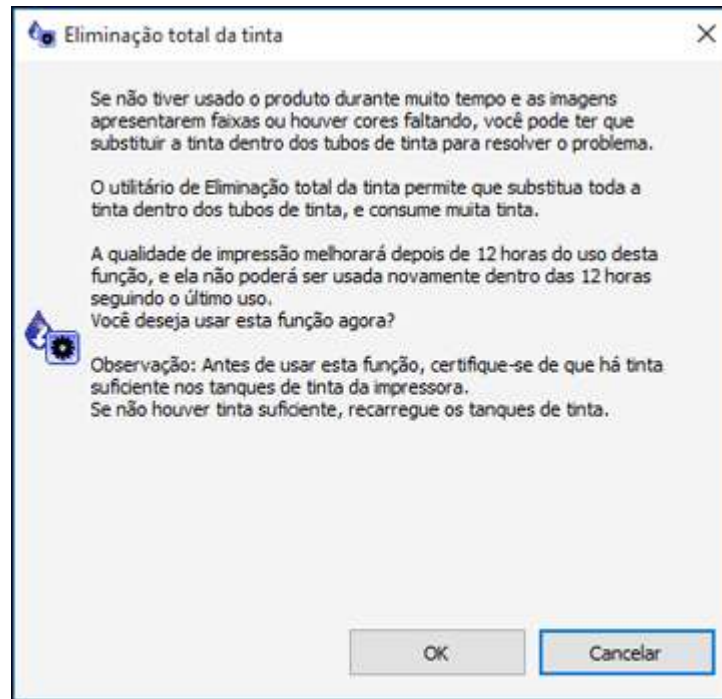 Eliminação total da tinta
Se não tiver usado o produto durante muito tempo e as imagens
apresentarem faixas ou houver cores faltando, você pode ter que
substituir a tinta dentro dos tubos de tinta para resolver o problema.
O utilitário de Eliminação total da tinta permite que substitua toda a
tinta dentro dos tubos de tinta, e consume muita tinta.
A qualidade de impressão melhorará depois de 12 horas do uso desta
função, e ela não poderá ser usada novamente dentro das 12 horas
seguindo o último uso.
Você deseja usar esta função agora?
Observação: Antes de usar esta função, certifique-se de que há tinta
suficiente nos tanques de tinta da impressora.
Se não houver tinta suficiente, recarregue os tanques de tinta.
OK
Cancelar